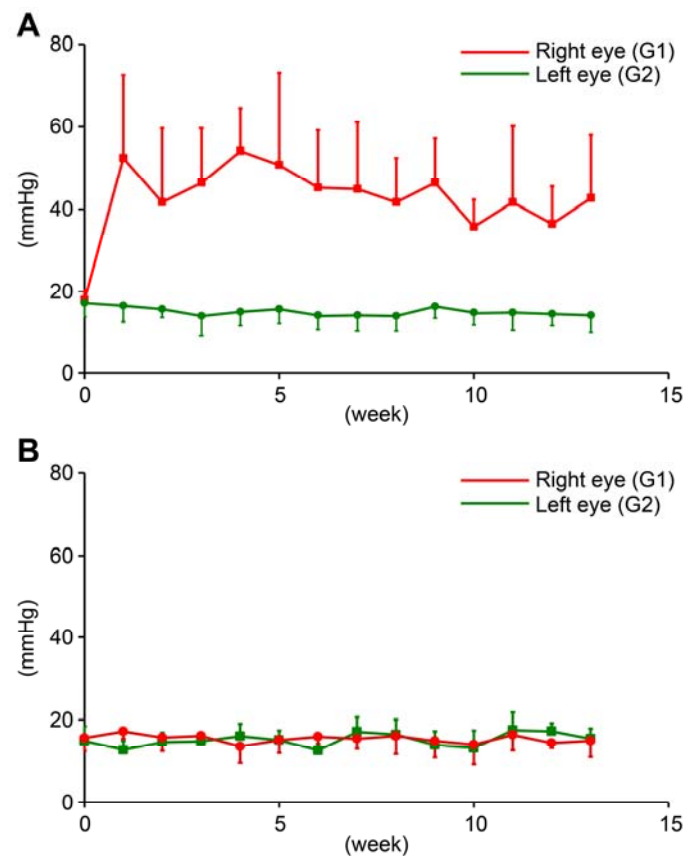 A
80
60
40
20
0
(mmHg)
Right eye (G1)
Left eye (G2)
0 5 10 15
(week)
B
80
60
40
20
0
(mmHg)
Right eye (G1)
Left eye (G2)
0 5 10 15
(week)